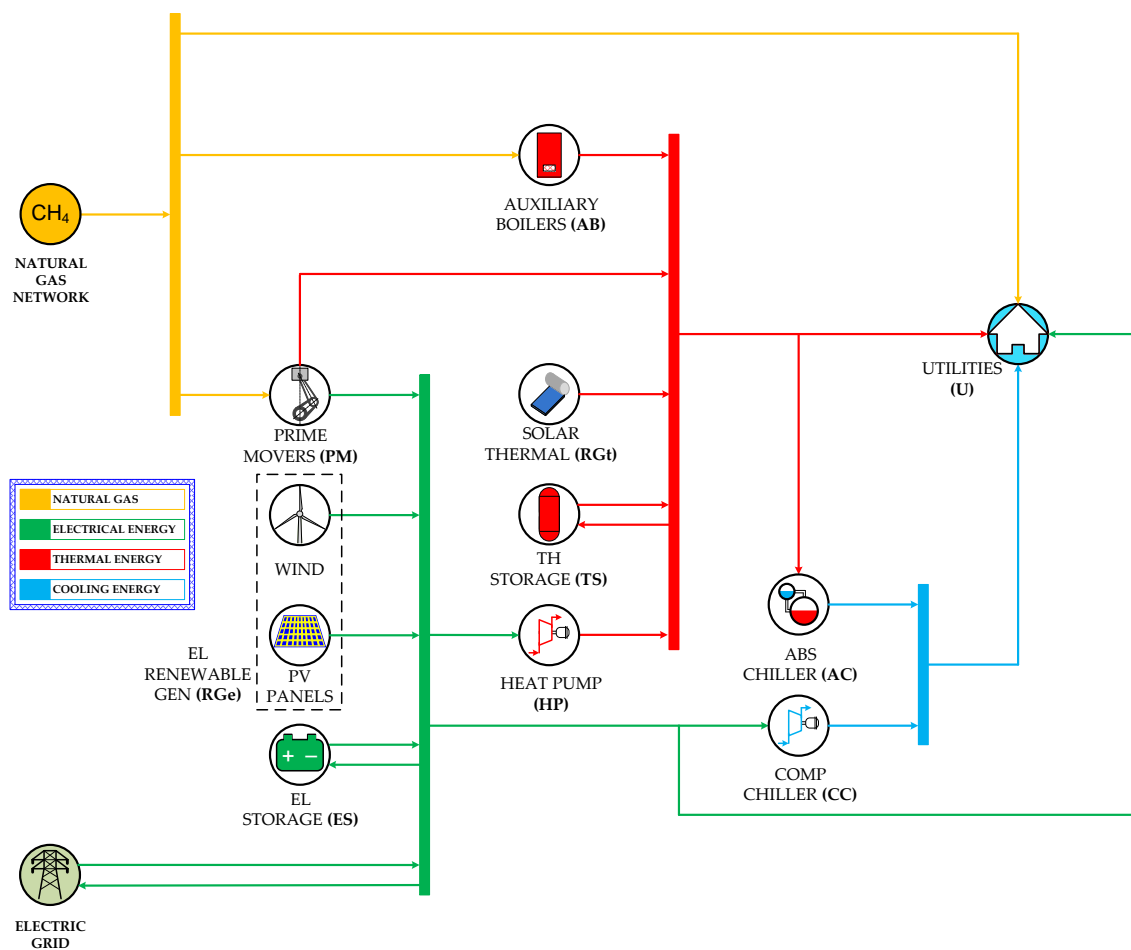 CH₄
NATURAL
GAS
NETWORK
AUXILIARY
BOILERS (AB)
UTILITIES
(U)
PRIME
MOVERS (PM)
SOLAR
THERMAL (RGt)
NATURAL GAS
ELECTRICAL ENERGY
THERMAL ENERGY
COOLING ENERGY
WIND
TH
STORAGE (TS)
EL
RENEWABLE
GEN (RGe)
PV
PANELS
HEAT PUMP
(HP)
ABS
CHILLER (AC)
+ −
EL
STORAGE (ES)
COMP
CHILLER (CC)
ELECTRIC
GRID